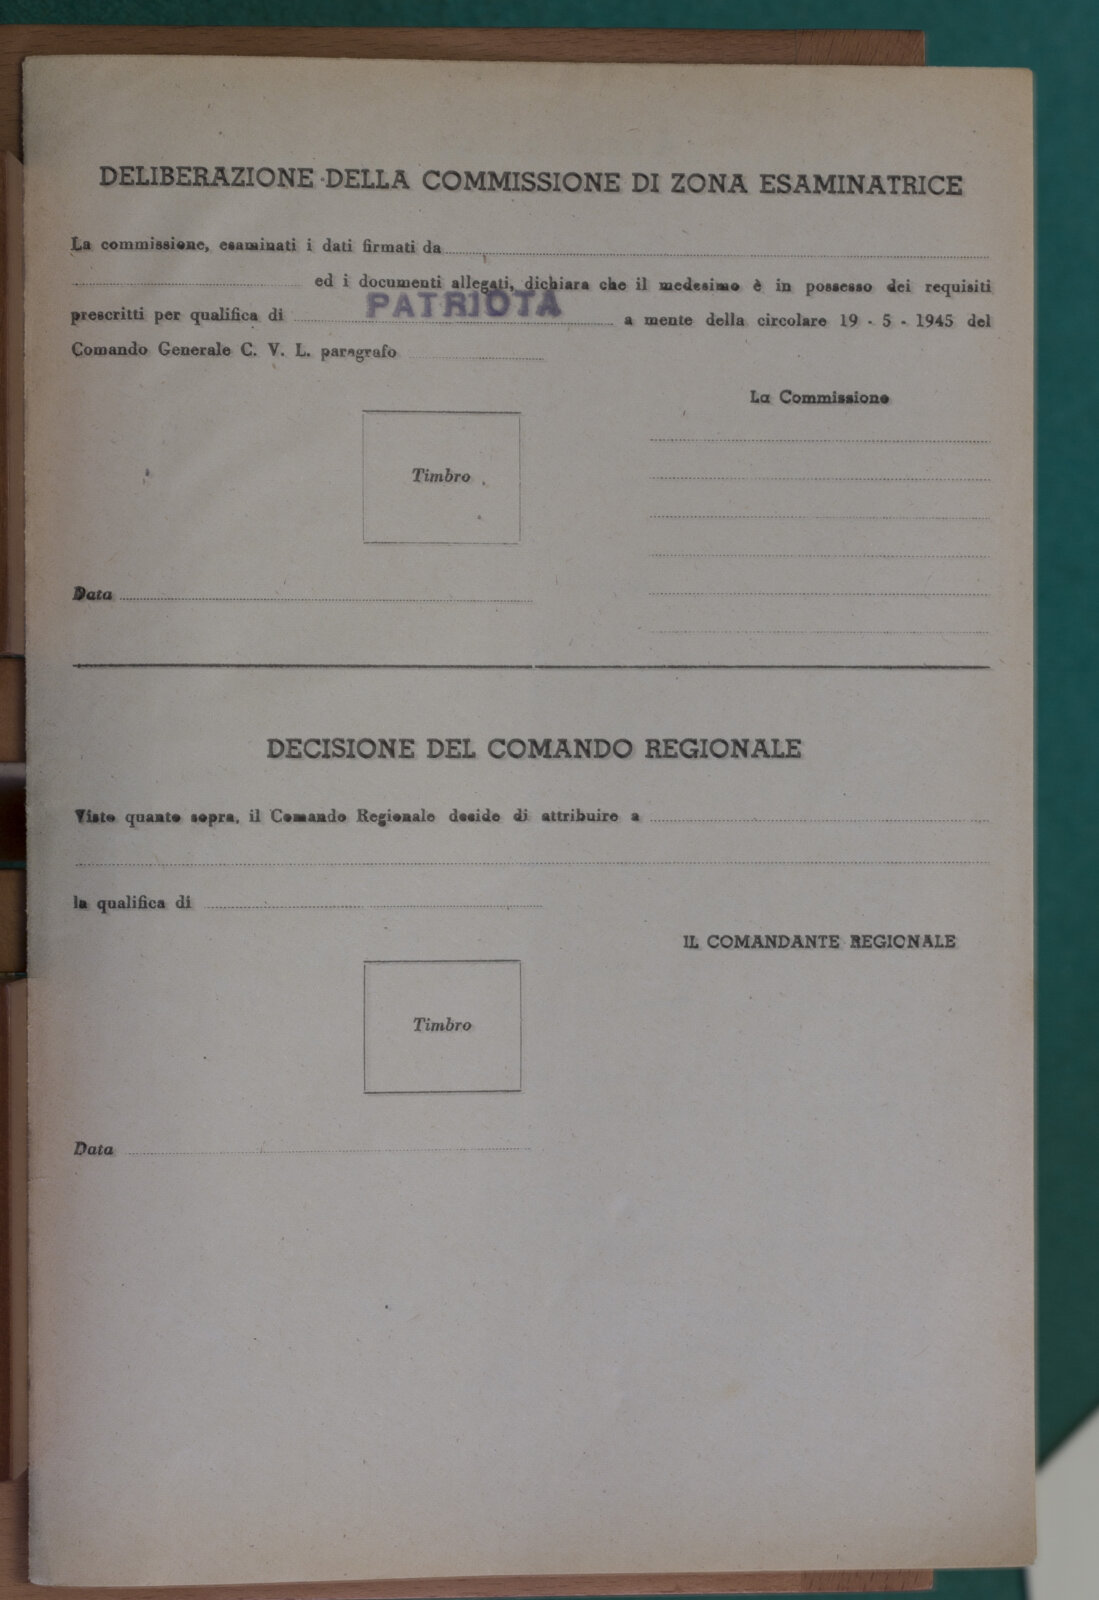 DELIBERAZIONE DELLA COMMISSIONE DI ZONA ESAMINATRICE
La commissione, esaminati i dati firmati da
ed i documenti allegati, dichiara che il medesimo è in possesso dei requisiti
prescritti per qualifica di PATRIOTA a mente della circolare 19 - 5 - 1945 del
Comando Generale C. V. L. paragrafo
La Commissione
Timbro
Data
DECISIONE DEL COMANDO REGIONALE
Visto quanto sopra, il Comando Regionale decide di attribuire a
la qualifica di
IL COMANDANTE REGIONALE
Timbro
Data